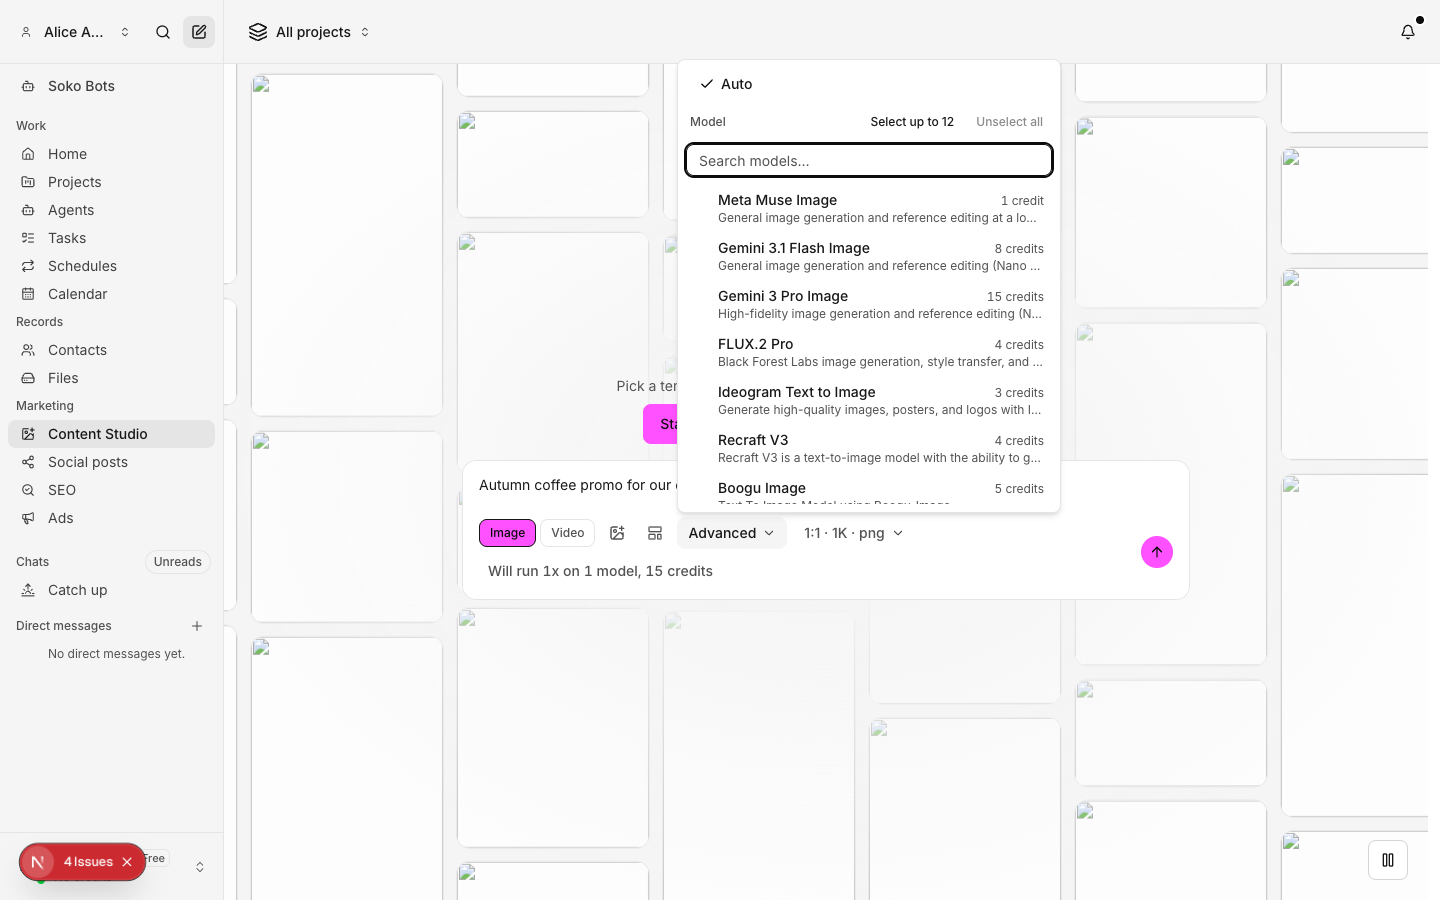 Alice A...
All projects
Soko Bots
Work
Home
Projects
Agents
Tasks
Schedules
Calendar
Records
Contacts
Files
Marketing
Content Studio
Social posts
SEO
Ads
Chats
Unreads
Catch up
Direct messages
No direct messages yet.
4 Issues
Free
Auto
Model
Select up to 12
Unselect all
Search models...
Meta Muse Image
1 credit
General image generation and reference editing at a lo...
Gemini 3.1 Flash Image
8 credits
General image generation and reference editing (Nano ...
Gemini 3 Pro Image
15 credits
High-fidelity image generation and reference editing (N...
FLUX.2 Pro
4 credits
Black Forest Labs image generation, style transfer, and ...
Ideogram Text to Image
3 credits
Generate high-quality images, posters, and logos with I...
Recraft V3
4 credits
Recraft V3 is a text-to-image model with the ability to g...
Boogu Image
5 credits
Pick a
Autumn coffee promo for our
Image
Video
Advanced
1:1 · 1K · png
Will run 1x on 1 model, 15 credits